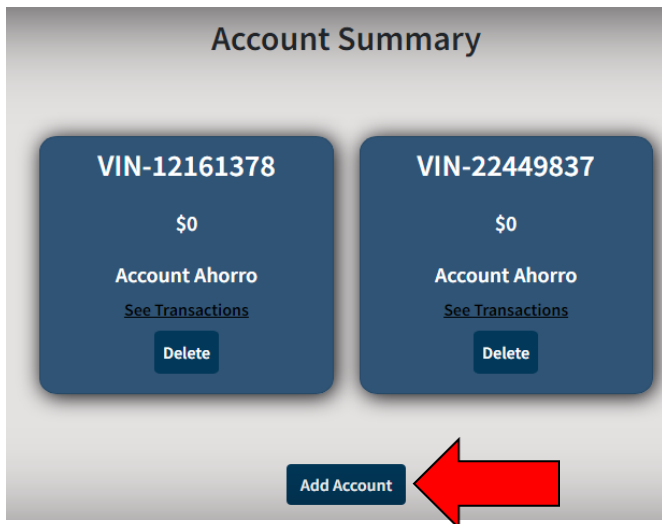 Account Summary
VIN-12161378
$0
Account Ahorro
See Transactions
Delete
VIN-22449837
$0
Account Ahorro
See Transactions
Delete
Add Account